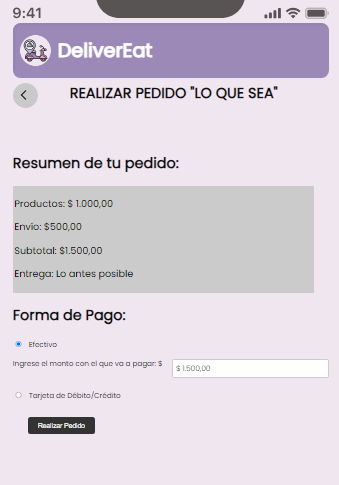 9:41
DeliverEat
REALIZAR PEDIDO "LO QUE SEA"
Resumen de tu pedido:
Productos: $ 1.000,00
Envío: $500,00
Subtotal: $1.500,00
Entrega: Lo antes posible
Forma de Pago:
Efectivo
Ingrese el monto con el que va a pagar: $ $ 1.500,00
Tarjeta de Débito/Crédito
Realizar Pedido